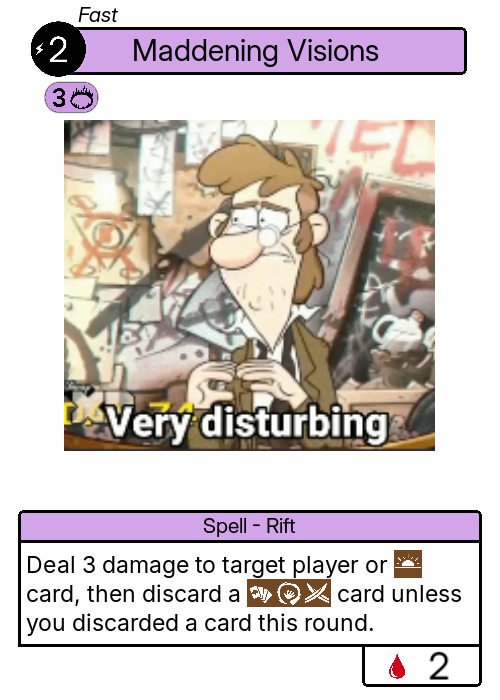 Fast
2
Maddening Visions
3
Very disturbing
Spell - Rift
Deal 3 damage to target player or
card, then discard a card unless
you discarded a card this round.
2